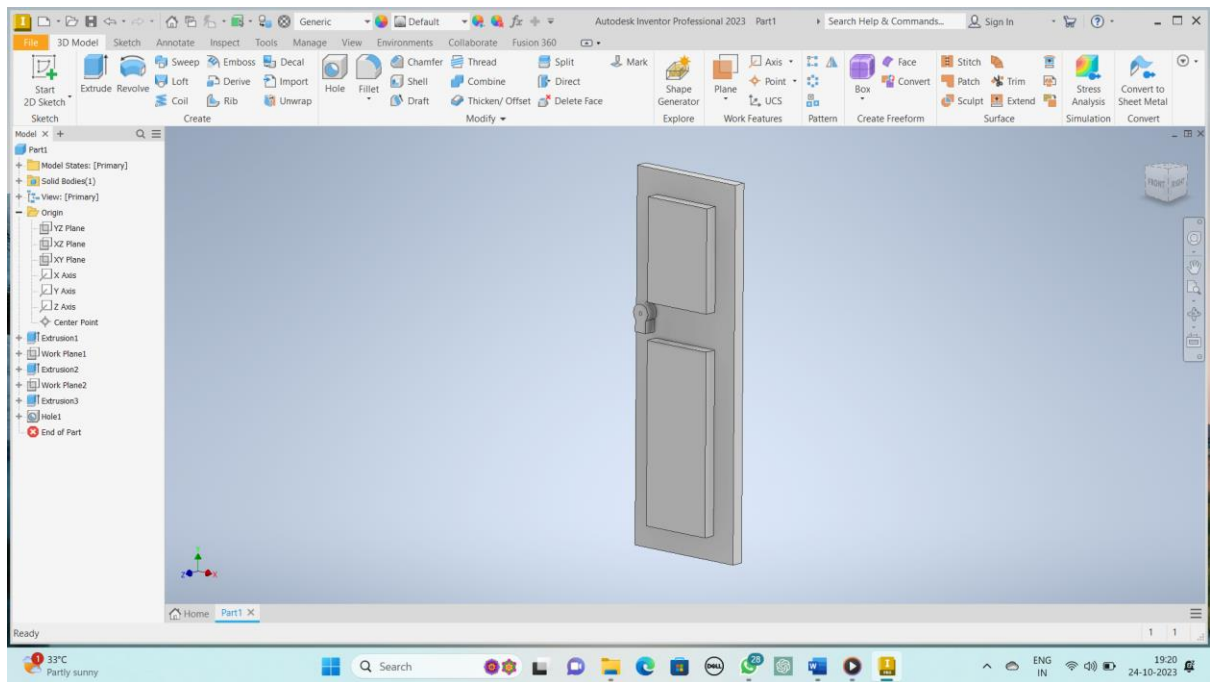 Generic
Default
Autodesk Inventor Professional 2023 Part1
Search Help & Commands...
Sign In
File 3D Model Sketch Annotate Inspect Tools Manage View Environments Collaborate Fusion 360
Start
2D Sketch
Extrude Revolve
Sweep Emboss Decal
Loft Derive Import
Coil Rib Unwrap
Hole Fillet
Chamfer Thread Split Mark
Shell Combine Direct
Draft Thicken/ Offset Delete Face
Shape
Generator
Plane
Axis
Point
UCS
Box
Face
Convert
Stitch
Patch Trim
Sculpt Extend
Stress
Analysis
Convert to
Sheet Metal
Sketch Create Modify Explore Work Features Pattern Create Freeform Surface Simulation Convert
Model × +
Part1
Model States: [Primary]
Solid Bodies(1)
View: [Primary]
Origin
YZ Plane
XZ Plane
XY Plane
X Axis
Y Axis
Z Axis
Center Point
Extrusion1
Work Plane1
Extrusion2
Work Plane2
Extrusion3
Hole1
End of Part
FRONT RIGHT
Y
Z X
Home Part1 ×
Ready
1 1
1
33°C
Partly sunny
Search
DELL
28
ENG
IN
19:20
24-10-2023